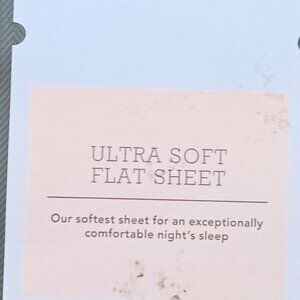 ULTRA SOFT
FLAT SHEET
Our softest sheet for an exceptionally
comfortable night's sleep